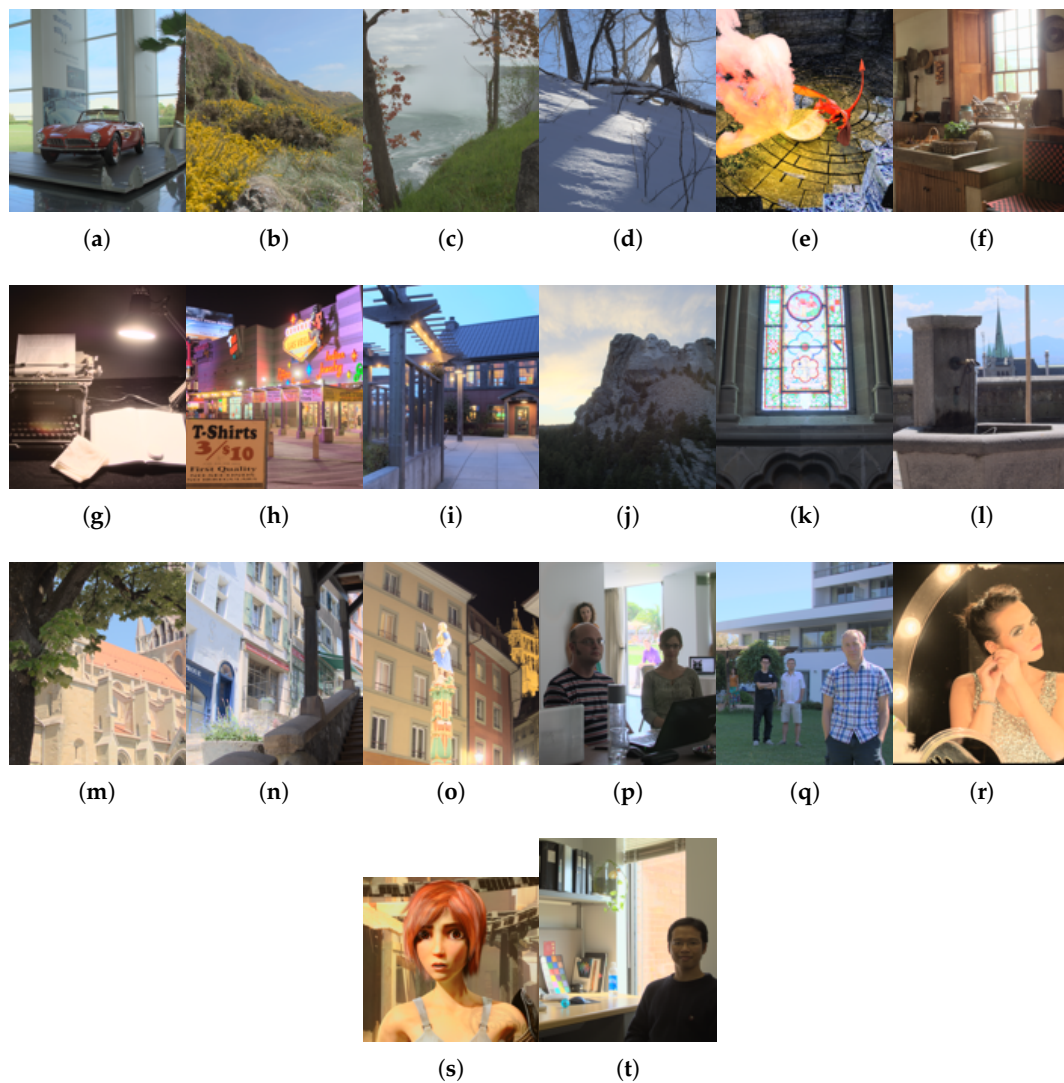 (a)
(b)
(c)
(d)
(e)
(f)
T-Shirts
3/$10
First Quality
(g)
(h)
(i)
(j)
(k)
(l)
(m)
(n)
(o)
(p)
(q)
(r)
(s)
(t)